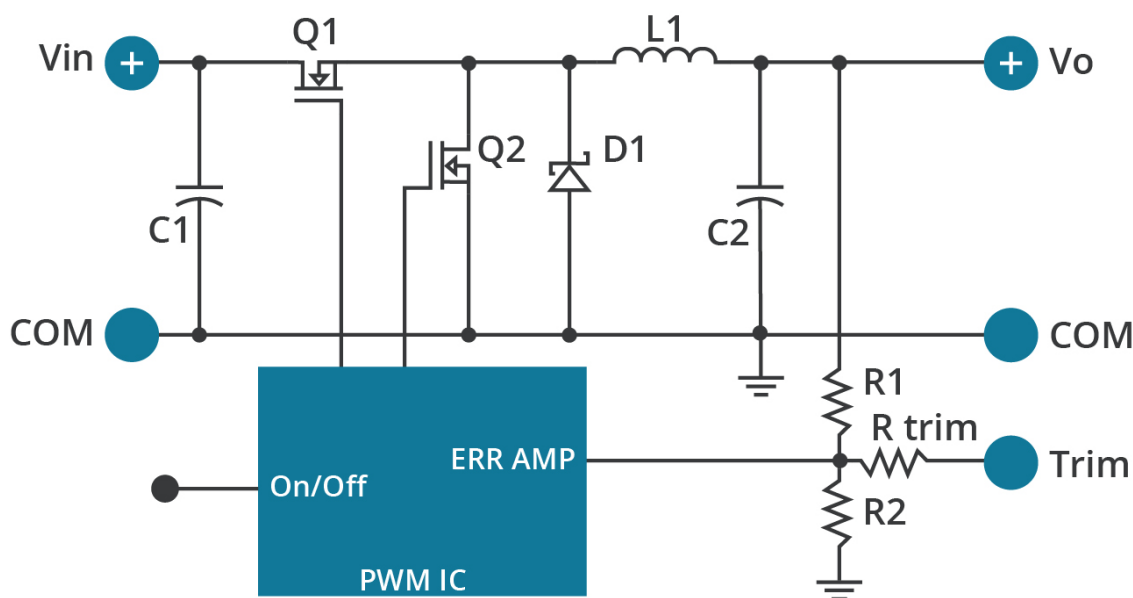 Q1
L1
Vin
+
+
Vo
Q2
D1
C1
C2
COM
COM
R1
R trim
ERR AMP
Trim
On/Off
R2
PWM IC